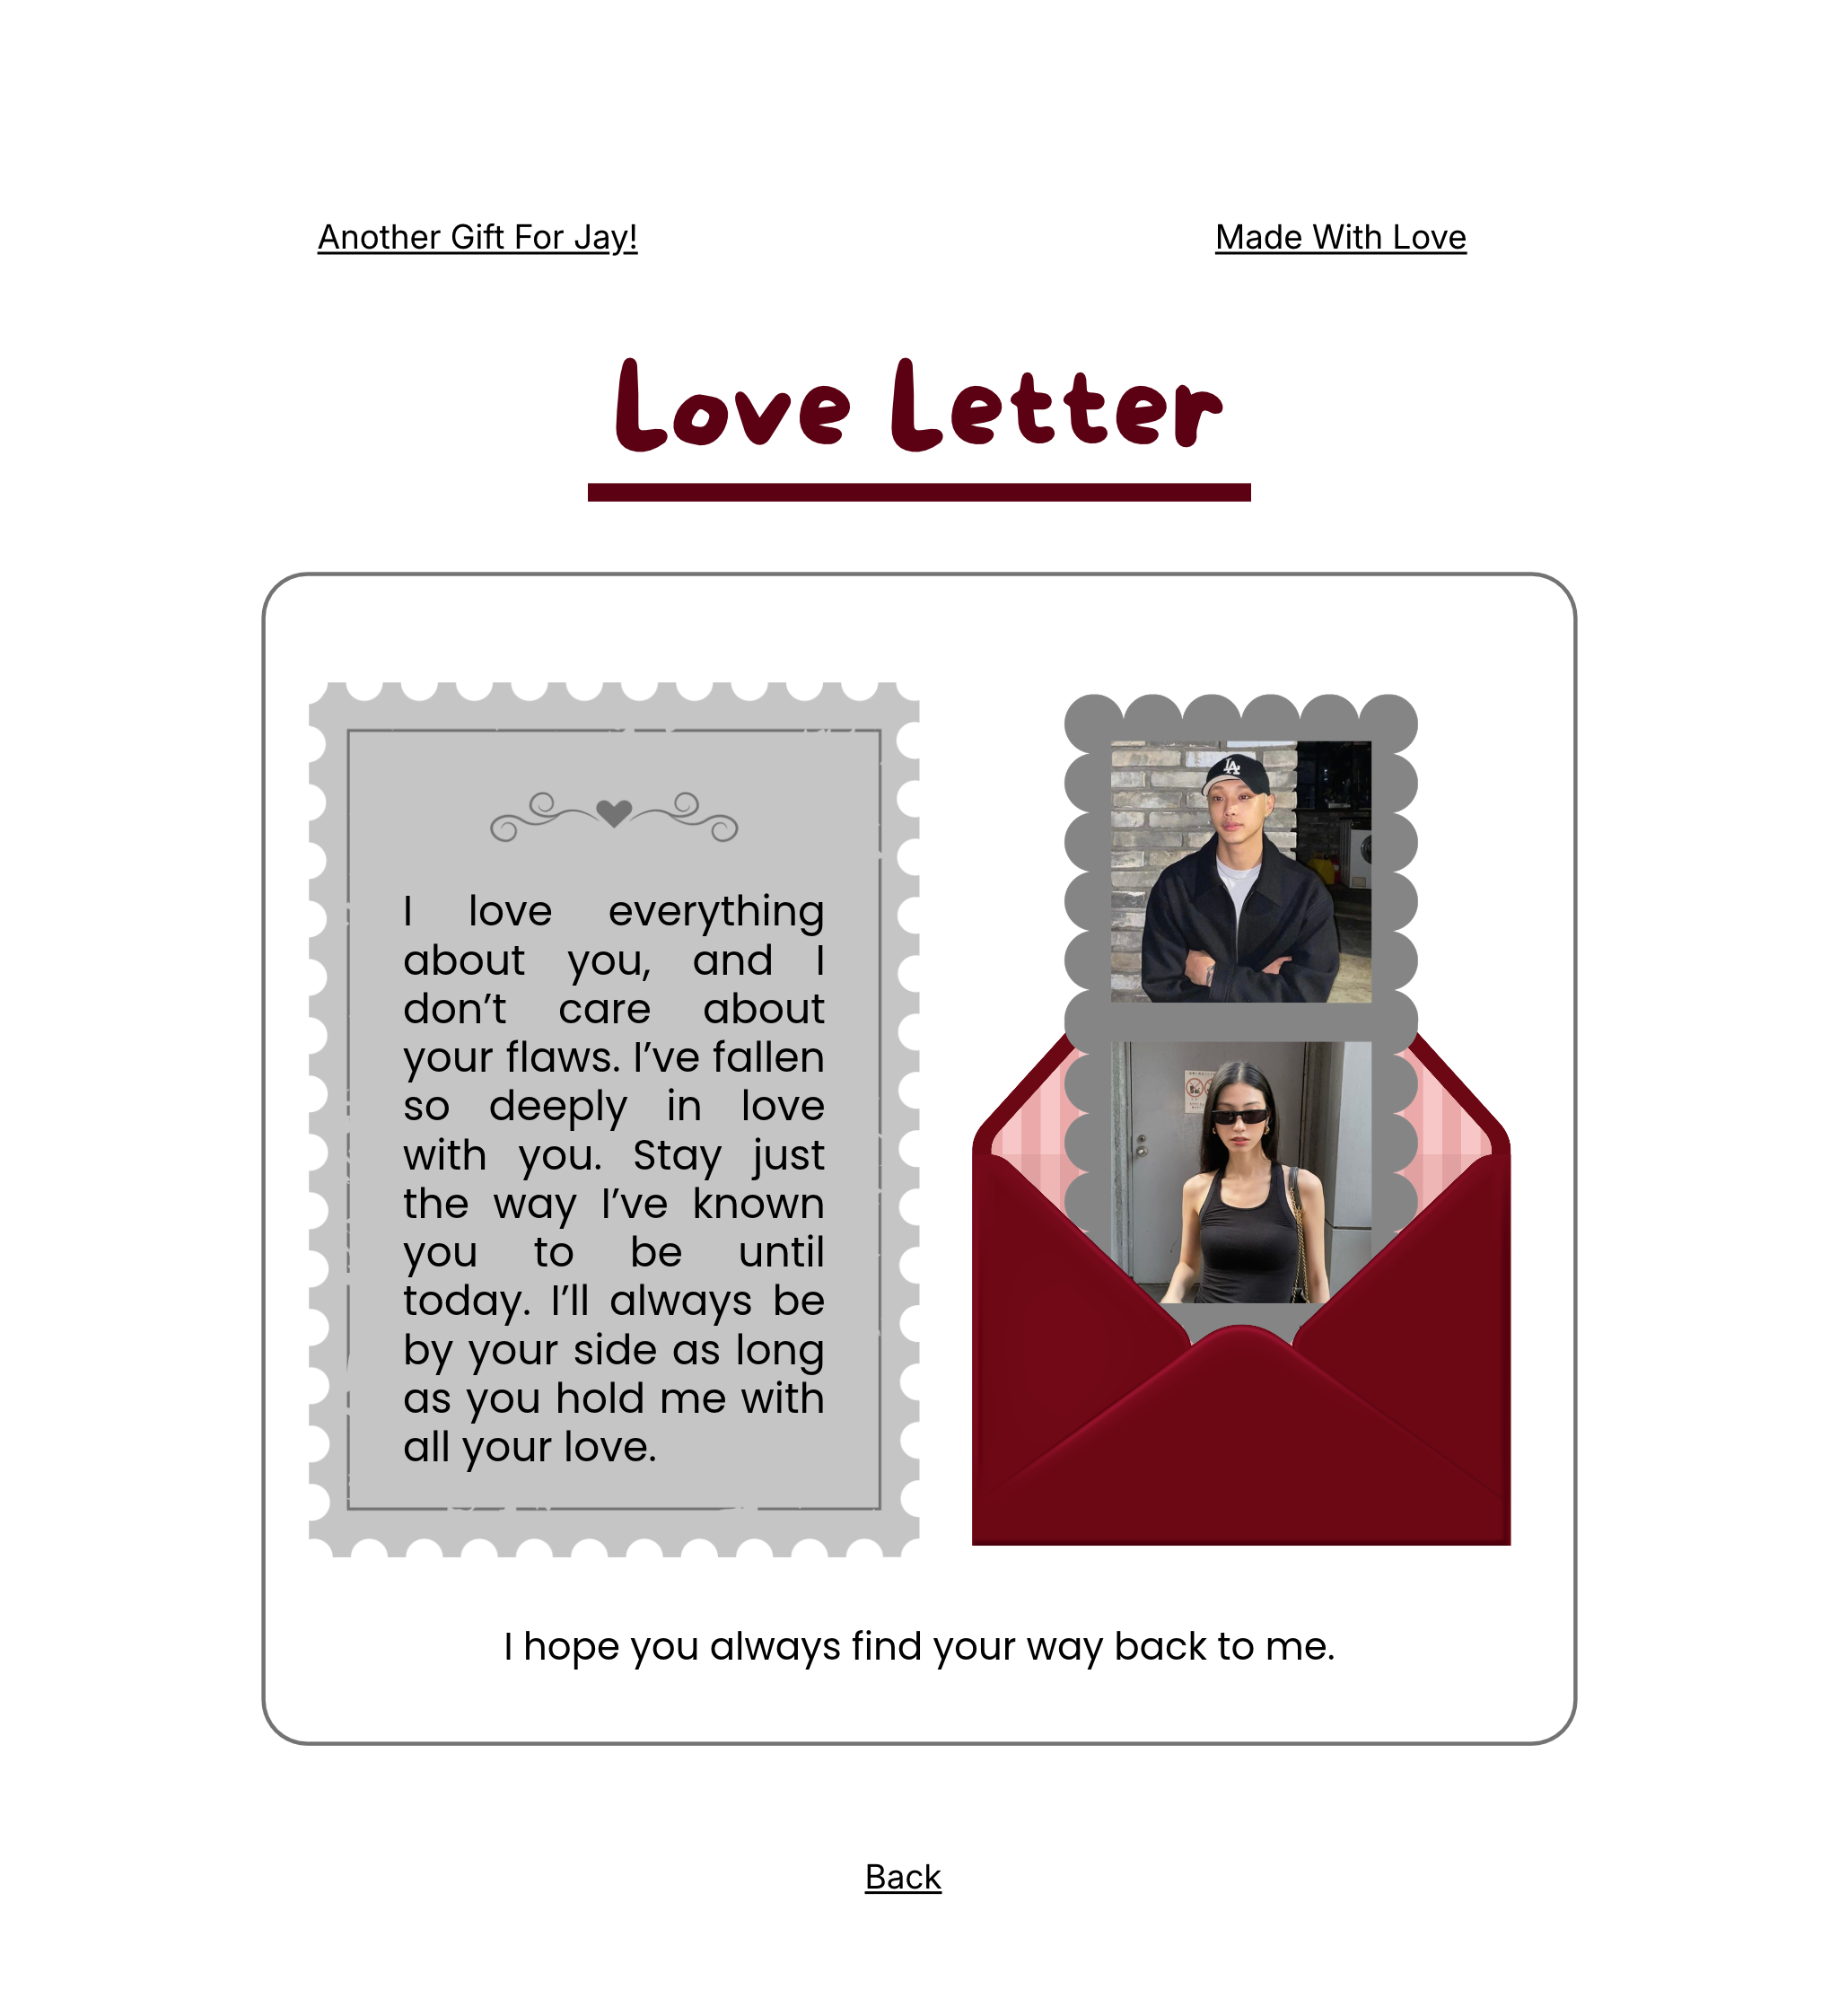 Another Gift For Jay!
Made With Love
Love Letter
I love everything
about you, and I
don’t care about
your flaws. I’ve fallen
so deeply in love
with you. Stay just
the way I’ve known
you to be until
today. I’ll always be
by your side as long
as you hold me with
all your love.
LA
I hope you always find your way back to me.
Back